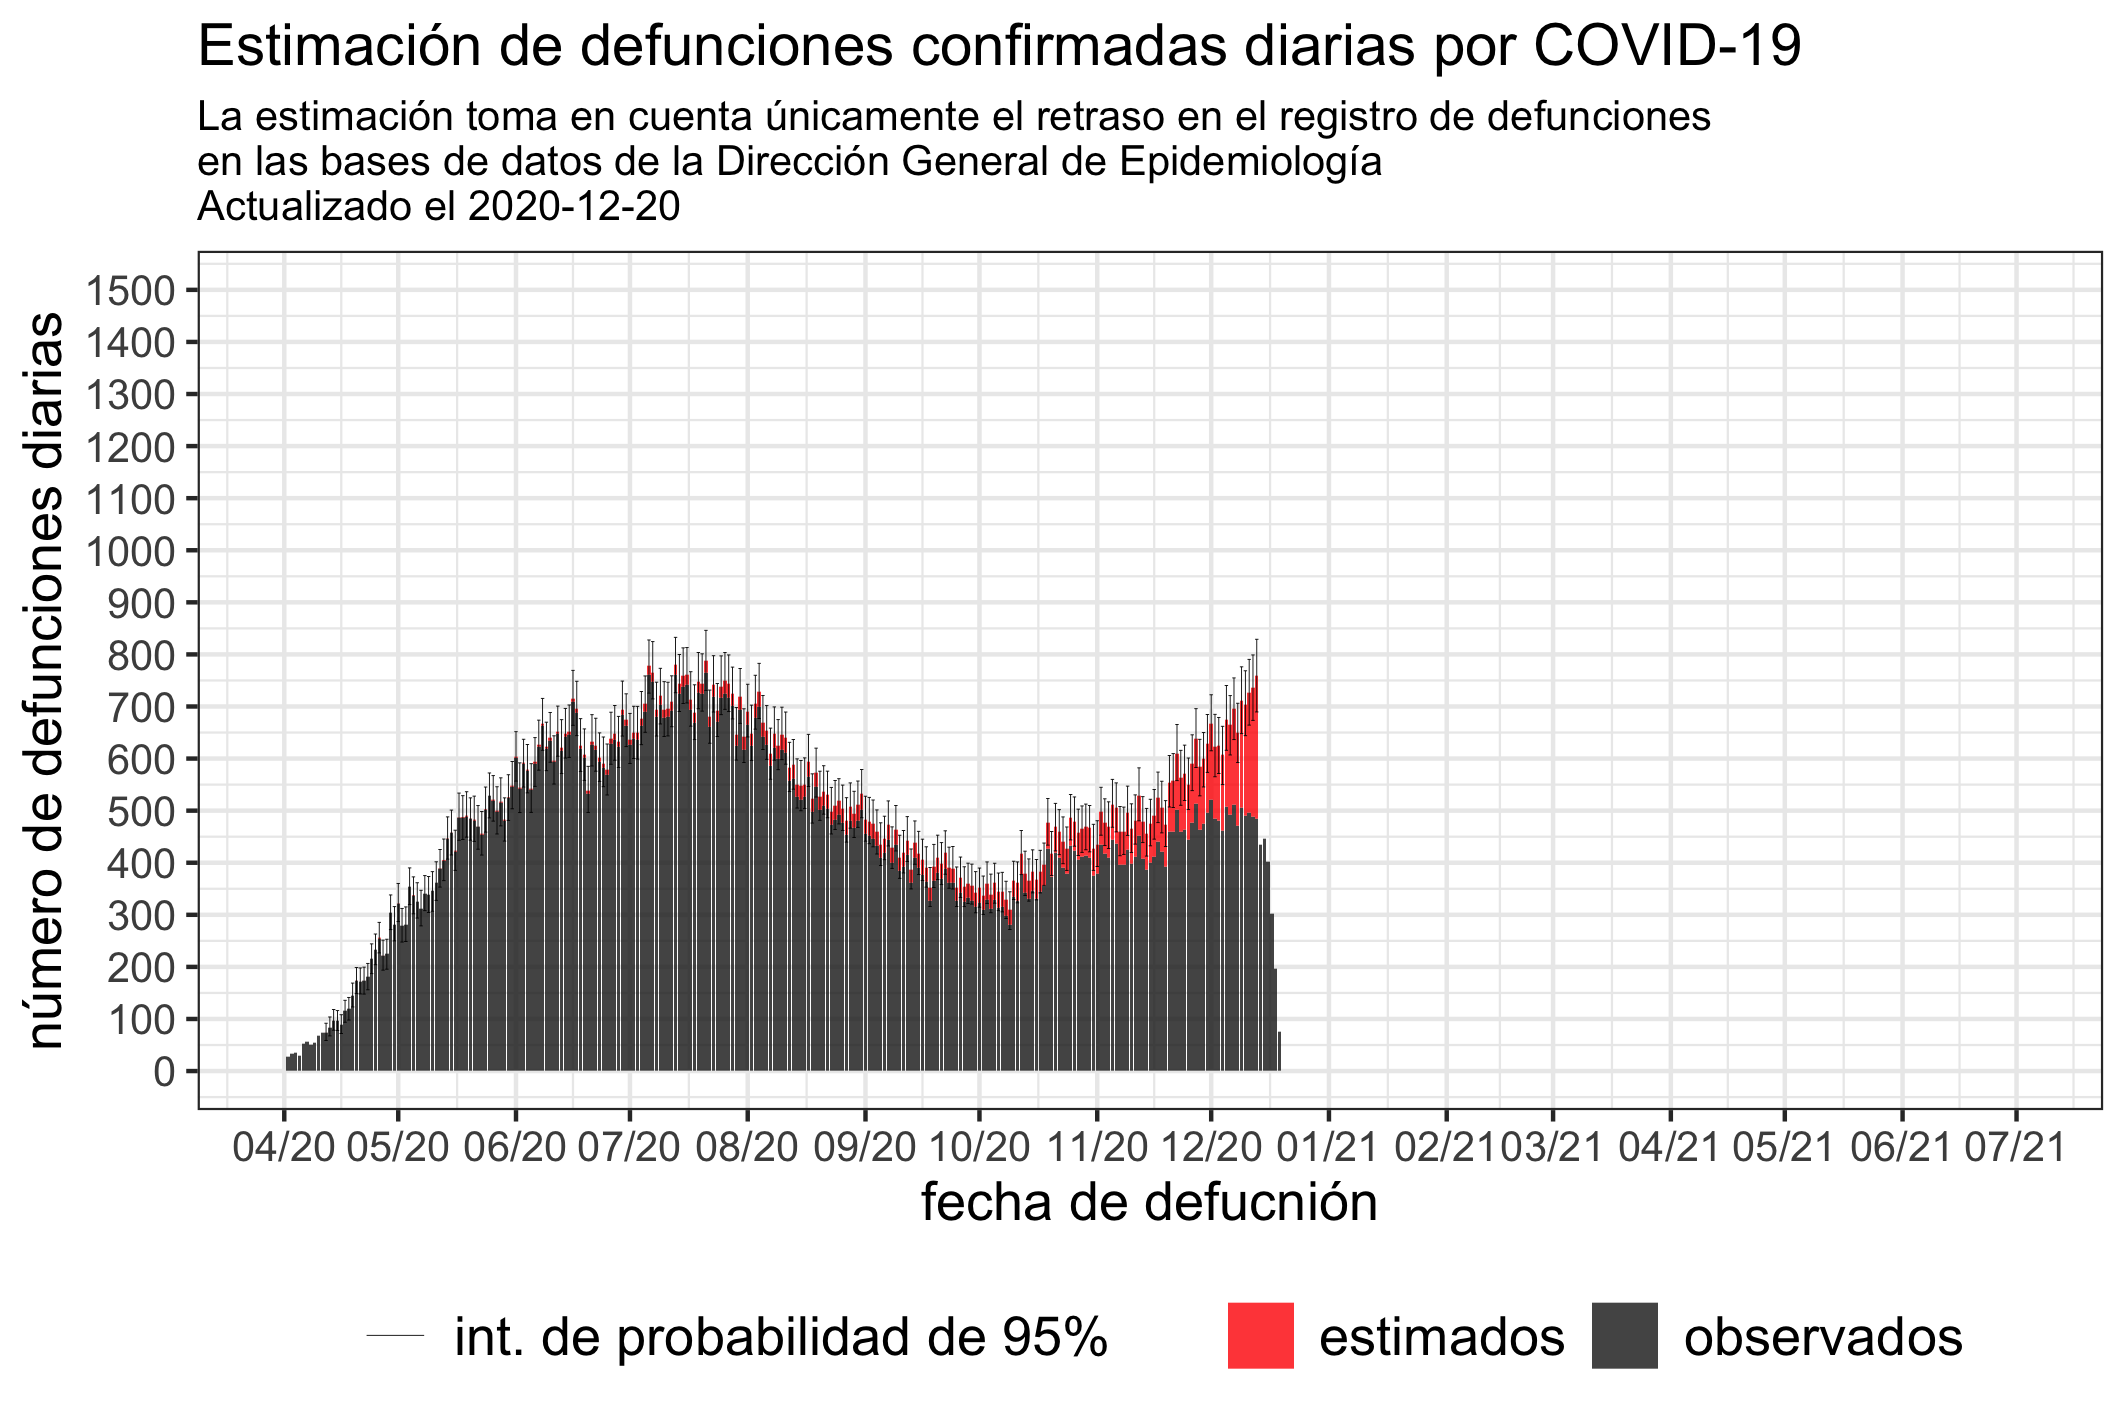 Estimación de defunciones confirmadas diarias por COVID-19
La estimación toma en cuenta únicamente el retraso en el registro de defunciones
en las bases de datos de la Dirección General de Epidemiología
Actualizado el 2020-12-20
número de defunciones diarias
1500
1400
1300
1200
1100
1000
900
800
700
600
500
400
300
200
100
0
04/20 05/20 06/20 07/20 08/20 09/20 10/20 11/20 12/20 01/21 02/21 03/21 04/21 05/21 06/21 07/21
fecha de defucnión
int. de probabilidad de 95% estimados observados